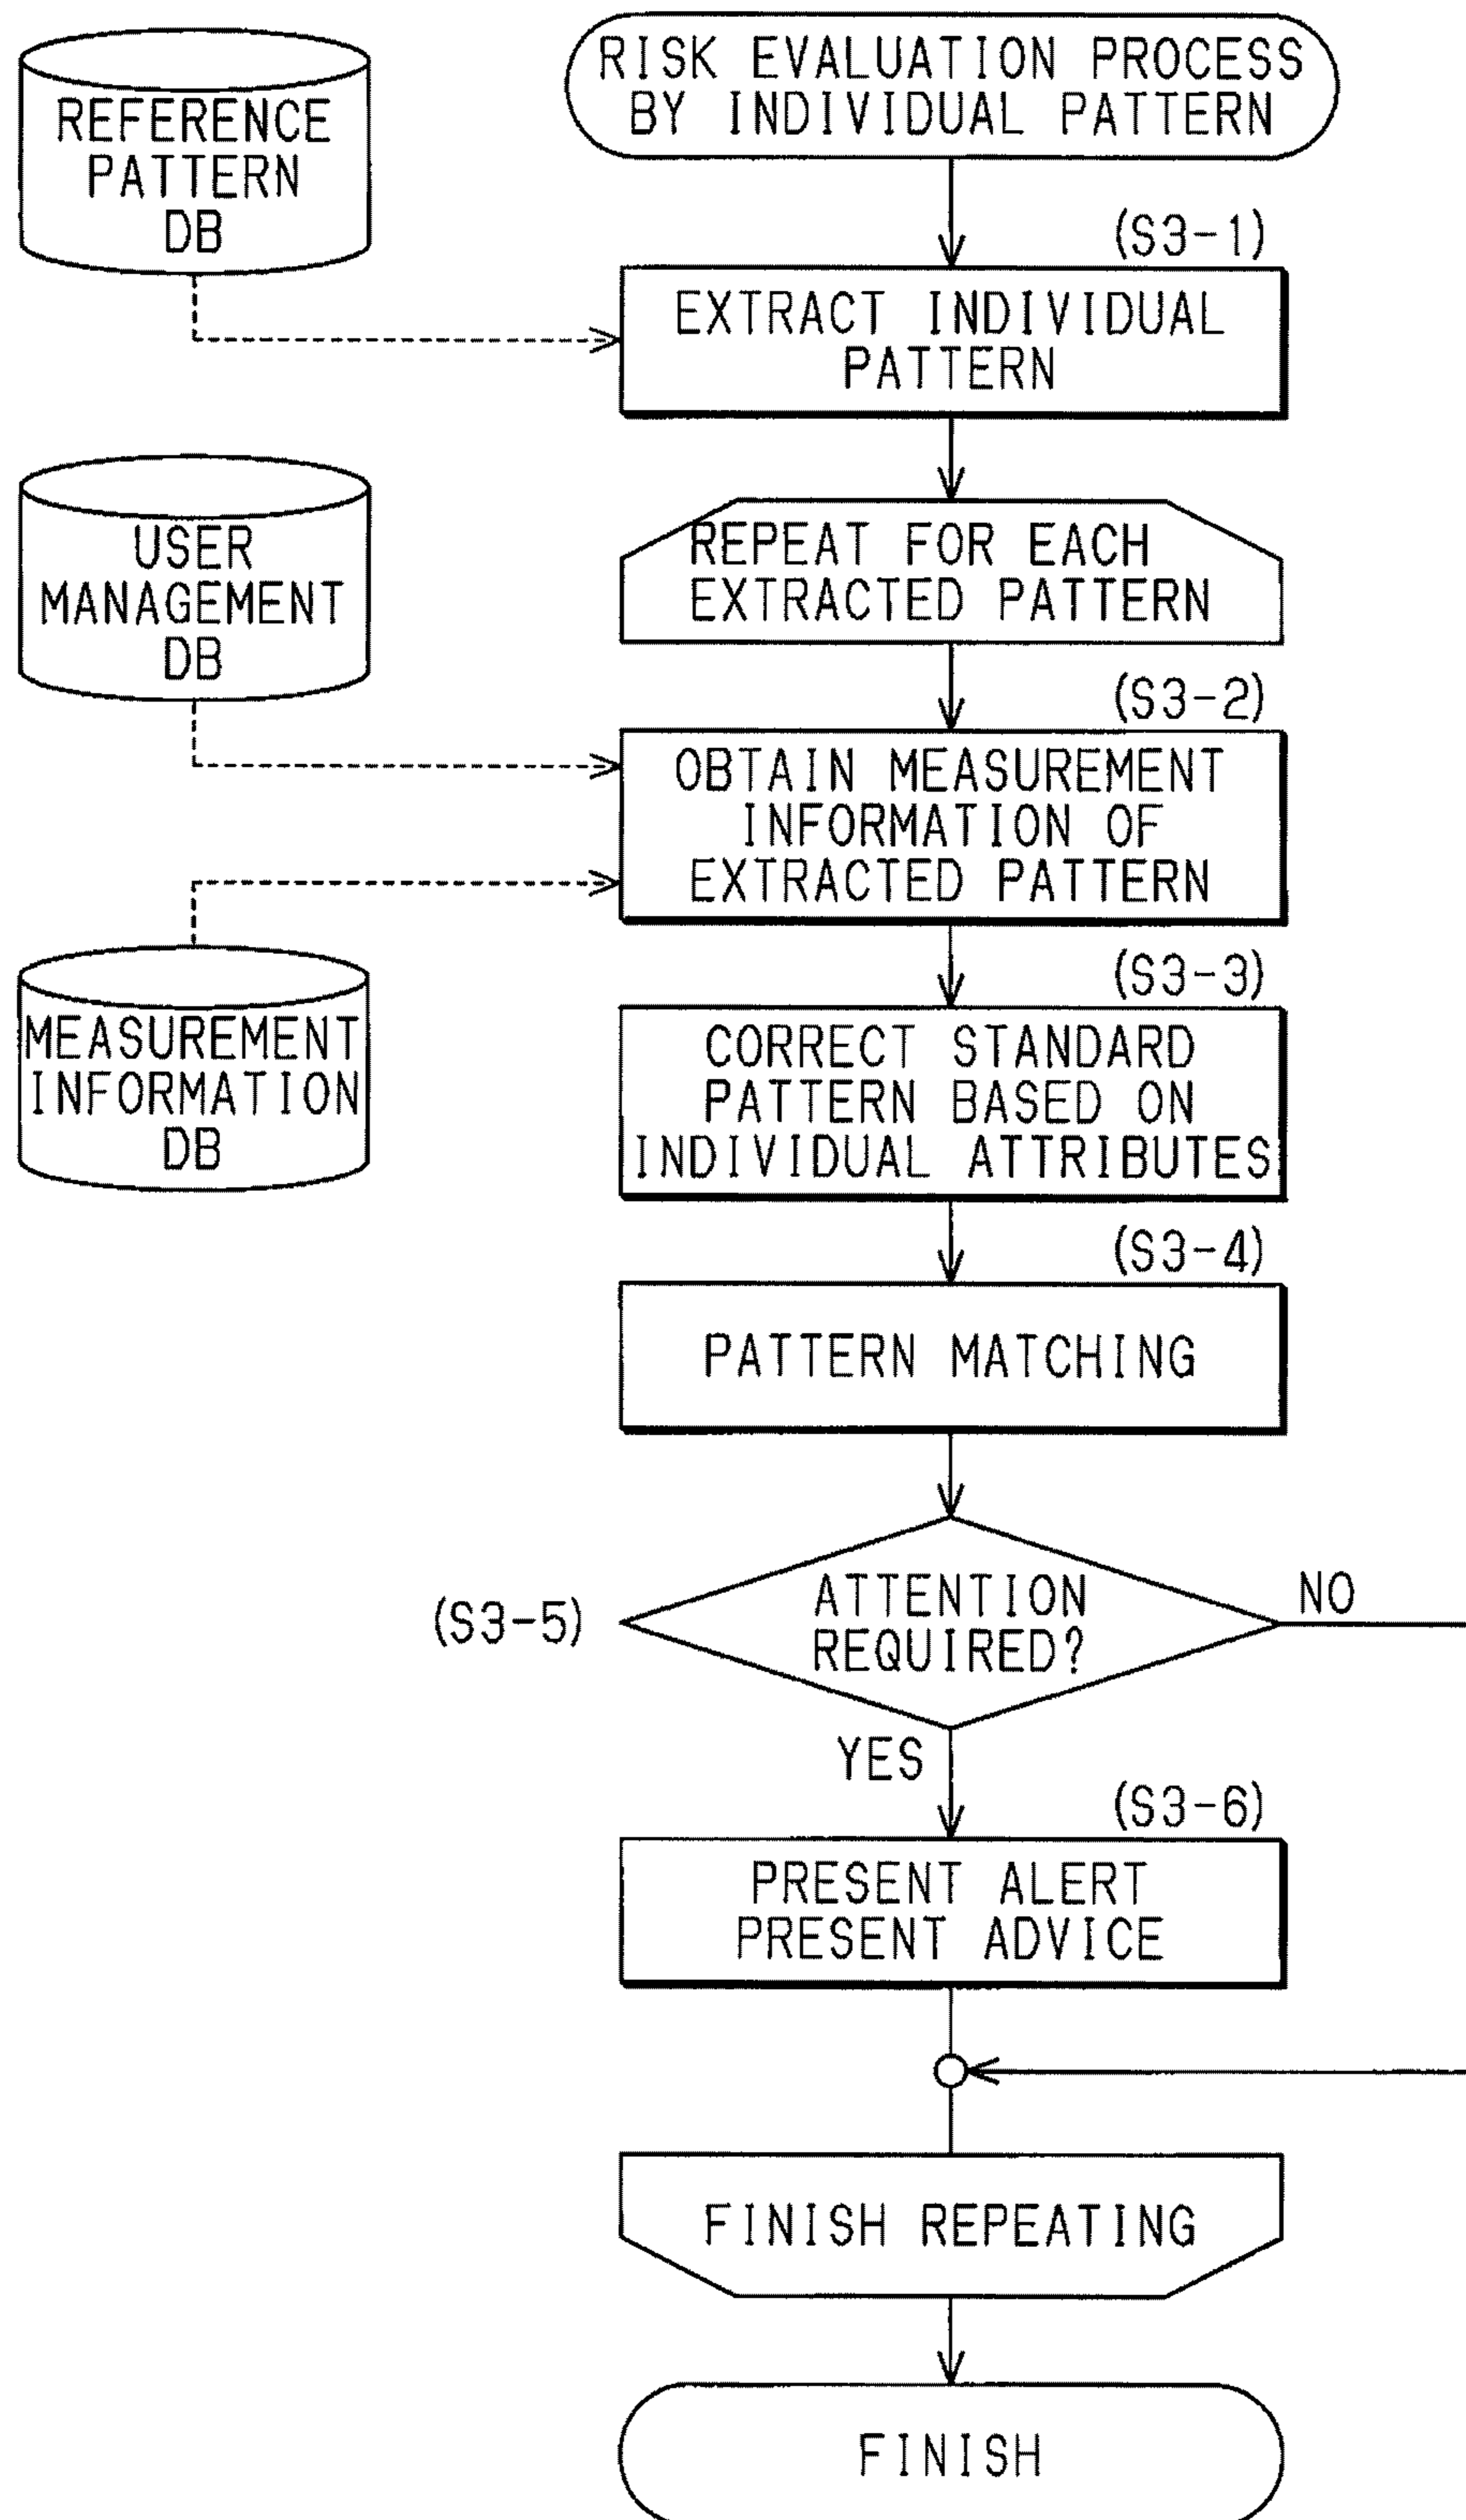 RISK EVALUATION PROCESS
BY INDIVIDUAL PATTERN
REFERENCE
PATTERN
DB
(S3-1)
EXTRACT INDIVIDUAL
PATTERN
REPEAT FOR EACH
EXTRACTED PATTERN
USER
MANAGEMENT
DB
(S3-2)
OBTAIN MEASUREMENT
INFORMATION OF
EXTRACTED PATTERN
MEASUREMENT
INFORMATION
DB
(S3-3)
CORRECT STANDARD
PATTERN BASED ON
INDIVIDUAL ATTRIBUTES
(S3-4)
PATTERN MATCHING
(S3-5)
ATTENTION
REQUIRED?
NO
YES
(S3-6)
PRESENT ALERT
PRESENT ADVICE
FINISH REPEATING
FINISH